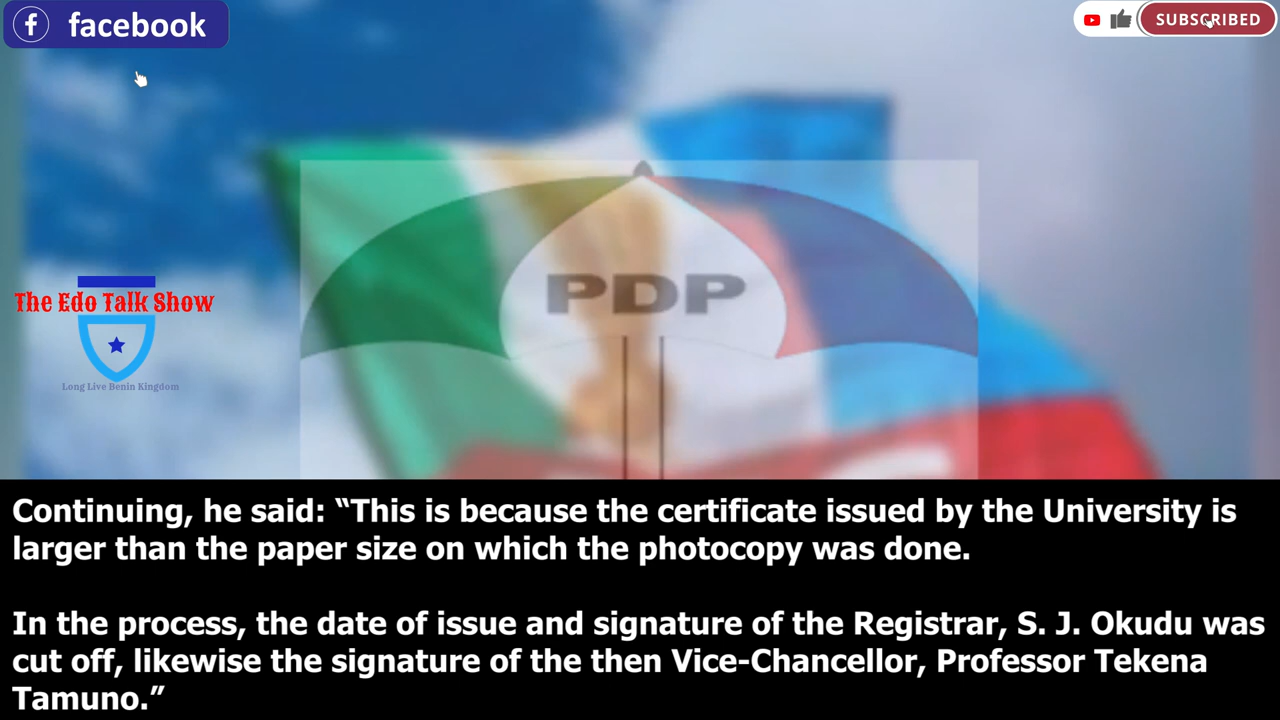 facebook
SUBSCRIBED
PDP
The Edo Talk Show
Long Live Benin Kingdom
Continuing, he said: “This is because the certificate issued by the University is
larger than the paper size on which the photocopy was done.
In the process, the date of issue and signature of the Registrar, S. J. Okudu was
cut off, likewise the signature of the then Vice-Chancellor, Professor Tekena
Tamuno.”